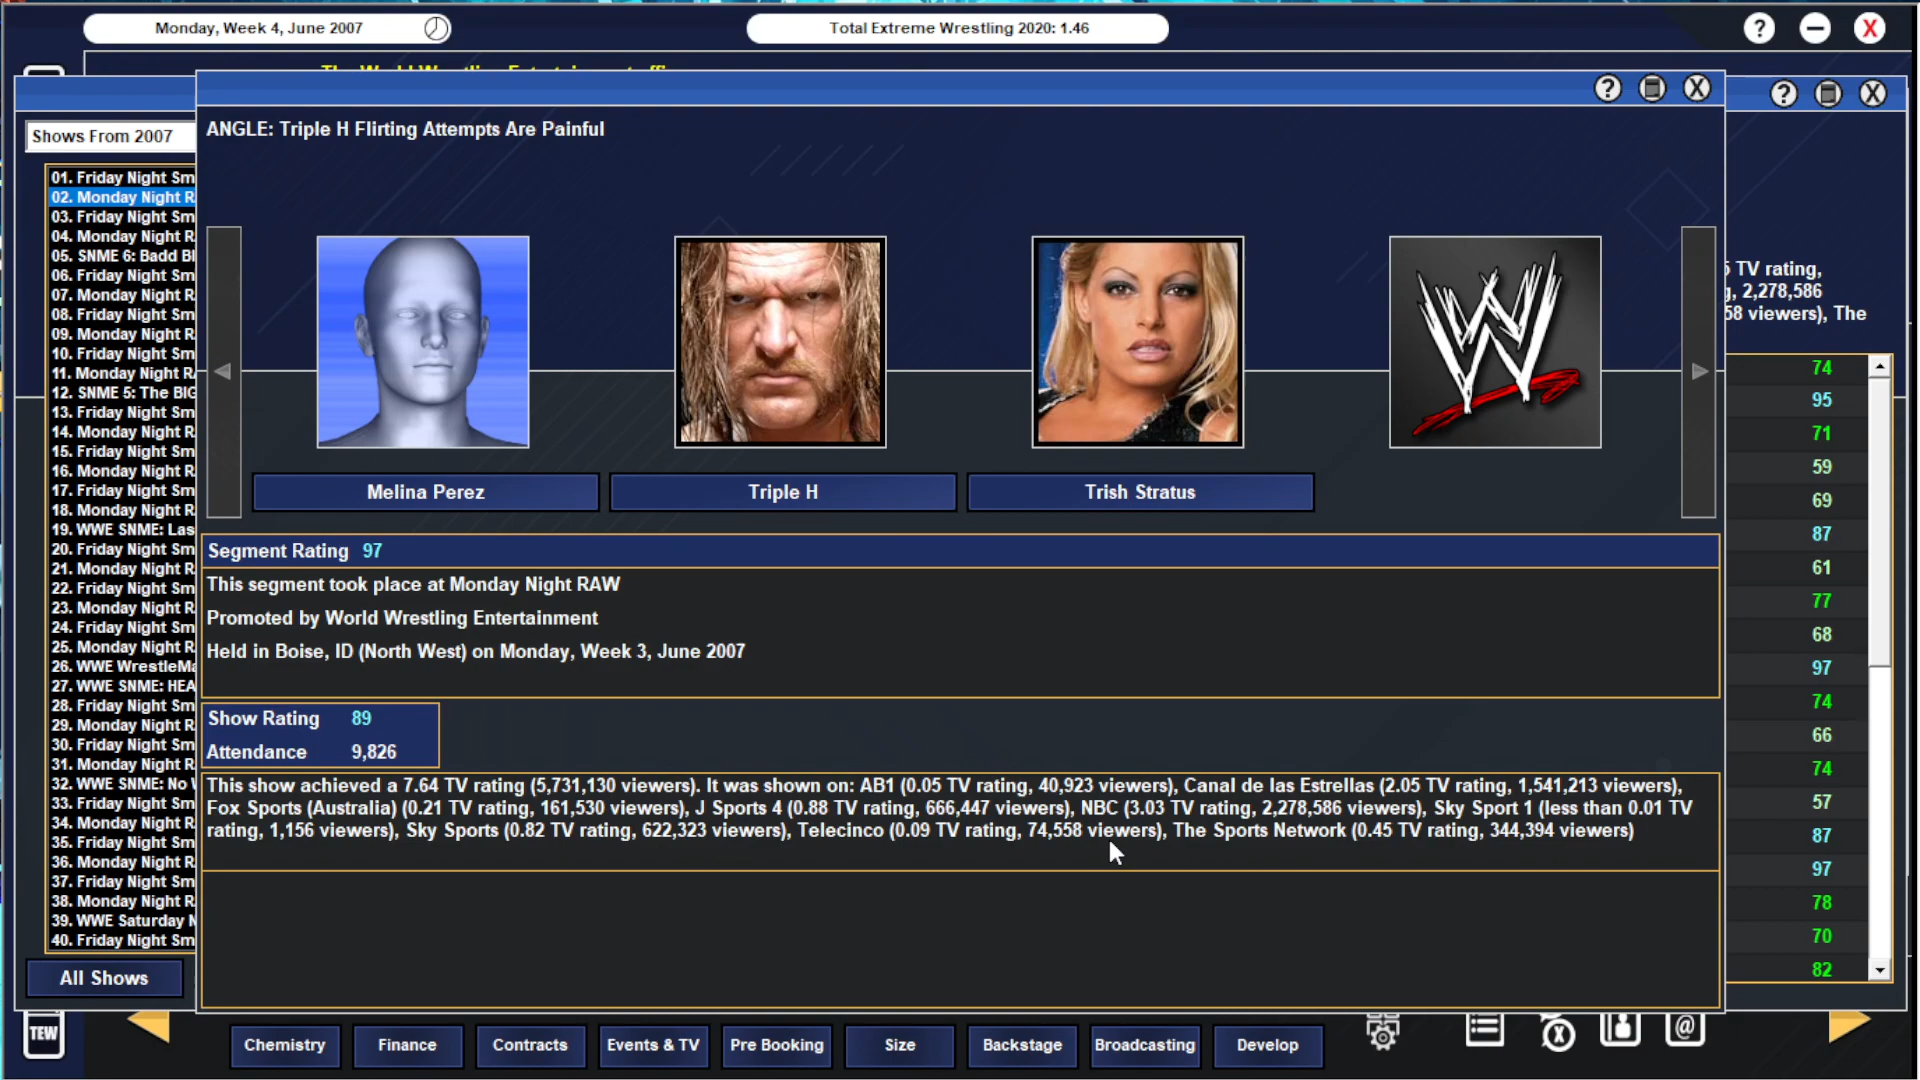 Monday, Week 4, June 2007
Total Extreme Wrestling 2020: 1.46
Shows From 2007
ANGLE: Triple H Flirting Attempts Are Painful
01. Friday Night Sm
02. Monday Night R
03. Friday Night Sm
04. Monday Night R
05. SNME 6: Badd Bl
06. Friday Night Sm
07. Monday Night R
08. Friday Night Sm
09. Monday Night R
10. Friday Night Sm
11. Monday Night R
12. SNME 5: The BIG
13. Friday Night Sm
14. Monday Night R
15. Friday Night Sm
16. Monday Night R
17. Friday Night Sm
18. Monday Night R
19. WWE SNME: Las
20. Friday Night Sm
21. Monday Night R
22. Friday Night Sm
23. Monday Night R
24. Friday Night Sm
25. Monday Night R
26. WWE WrestleMa
27. WWE SNME: HEA
28. Friday Night Sm
29. Monday Night R
30. Friday Night Sm
31. Monday Night R
32. WWE SNME: No
33. Friday Night Sm
34. Monday Night R
35. Friday Night Sm
36. Monday Night R
37. Friday Night Sm
38. Monday Night R
39. WWE Saturday N
40. Friday Night Sm
All Shows
Melina Perez
Triple H
Trish Stratus
Segment Rating 97
This segment took place at Monday Night RAW
Promoted by World Wrestling Entertainment
Held in Boise, ID (North West) on Monday, Week 3, June 2007
Show Rating 89
Attendance 9,826
This show achieved a 7.64 TV rating (5,731,130 viewers). It was shown on: AB1 (0.05 TV rating, 40,923 viewers), Canal de las Estrellas (2.05 TV rating, 1,541,213 viewers),
Fox Sports (Australia) (0.21 TV rating, 161,530 viewers), J Sports 4 (0.88 TV rating, 666,447 viewers), NBC (3.03 TV rating, 2,278,586 viewers), Sky Sport 1 (less than 0.01 TV
rating, 1,156 viewers), Sky Sports (0.82 TV rating, 622,323 viewers), Telecinco (0.09 TV rating, 74,558 viewers), The Sports Network (0.45 TV rating, 344,394 viewers)
5 TV rating,
g, 2,278,586
58 viewers), The
74
95
71
59
69
87
61
77
68
97
74
66
74
57
87
97
78
70
82
TEW
Chemistry
Finance
Contracts
Events & TV
Pre Booking
Size
Backstage
Broadcasting
Develop